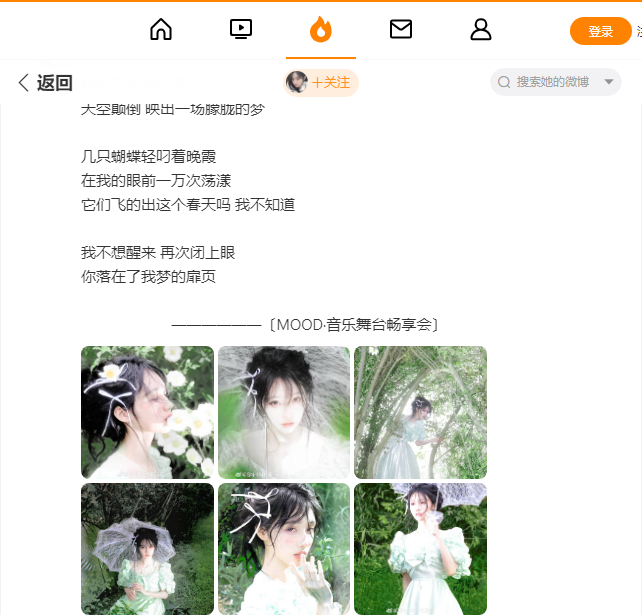 登录
返回
+关注
搜索她的微博
天空颠倒 映出一场朦胧的梦
几只蝴蝶轻叼着晚霞
在我的眼前一万次荡漾
它们飞的出这个春天吗 我不知道
我不想醒来 再次闭上眼
你落在了我梦的扉页
——————〔MOOD·音乐舞台畅享会〕